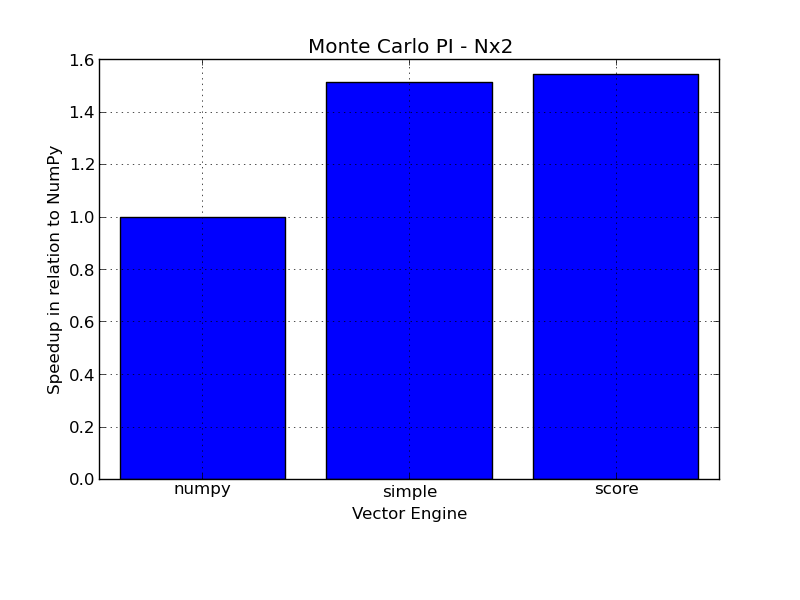 Monte Carlo PI - Nx2
1.6
1.4
1.2
1.0
0.8
0.6
0.4
0.2
0.0
Speedup in relation to NumPy
numpy simple score
Vector Engine